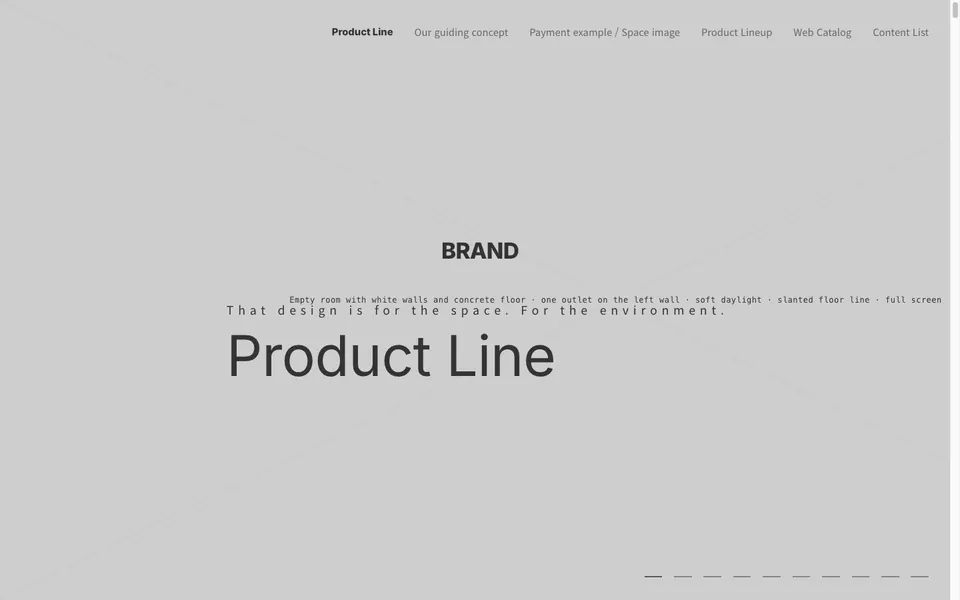 Product Line Our guiding concept Payment example / Space image Product Lineup Web Catalog Content List
BRAND
Empty room with white walls and concrete floor · one outlet on the left wall · soft daylight · slanted floor line · full screen
That design is for the space. For the environment.
Product Line